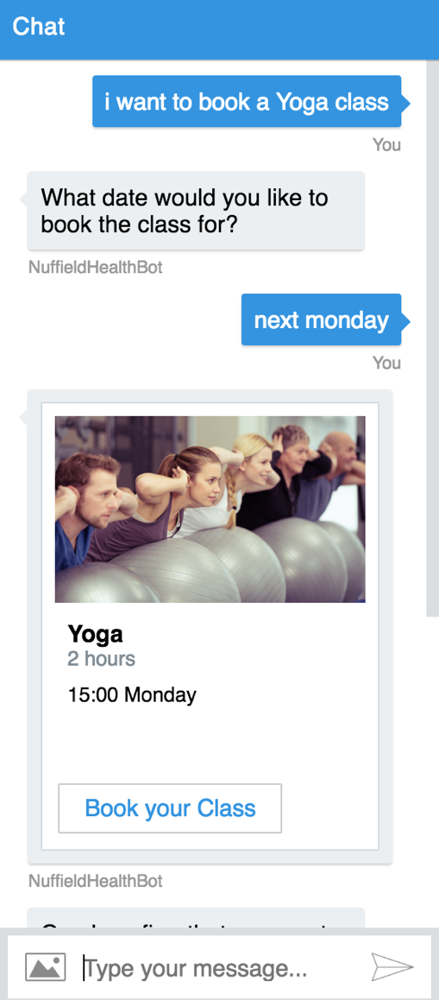 Chat
i want to book a Yoga class
You
What date would you like to
book the class for?
NuffieldHealthBot
next monday
You
Yoga
2 hours
15:00 Monday
Book your Class
NuffieldHealthBot
Type your message...